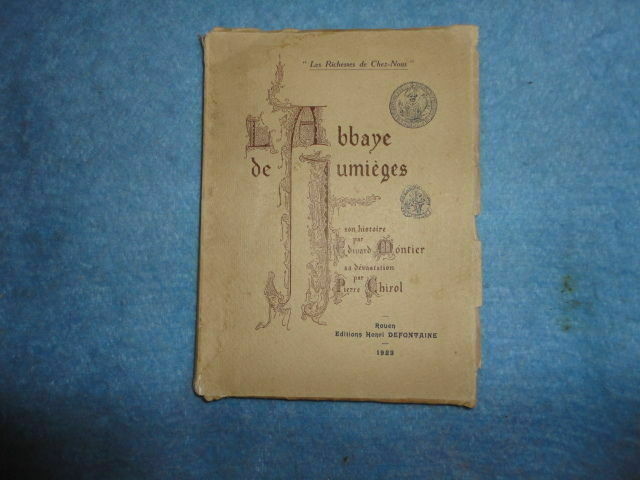 " Les Richesses de Chez-Nous "
L'Abbaye
de Jumièges
son histoire
par
Edward Montier
sa dévastation
par
Pierre Chirol
Rouen
Editions Henri DEFONTAINE
1923